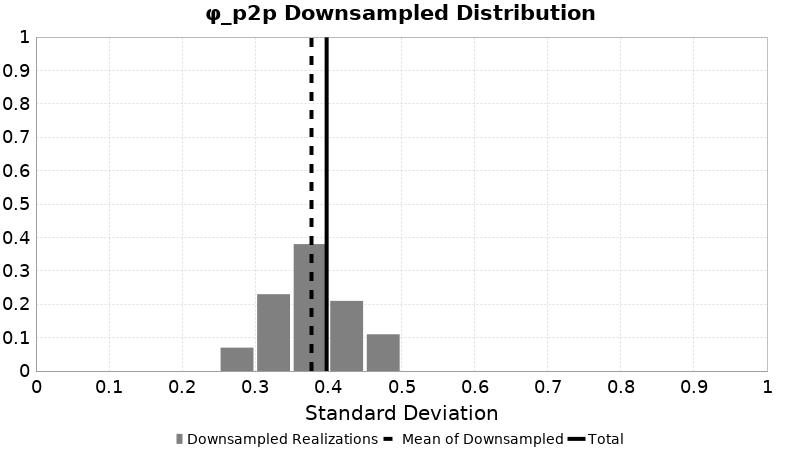 φ_p2p Downsampled Distribution
1
0.9
0.8
0.7
0.6
0.5
0.4
0.3
0.2
0.1
0
0 0.1 0.2 0.3 0.4 0.5 0.6 0.7 0.8 0.9 1
Standard Deviation
Downsampled Realizations Mean of Downsampled Total